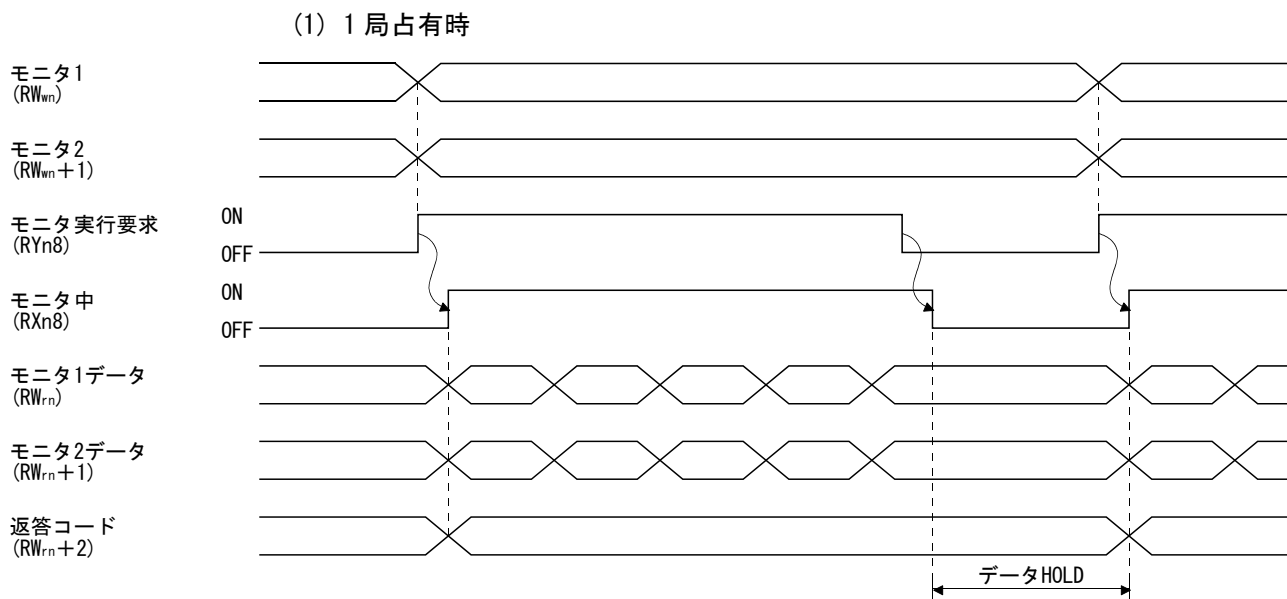 (1) 1局占有時
モニタ1
(RWwn)
モニタ2
(RWwn+1)
モニタ実行要求
(RYn8)
ON
OFF
モニタ中
(RXn8)
ON
OFF
モニタ1データ
(RWrn)
モニタ2データ
(RWrn+1)
返答コード
(RWrn+2)
データHOLD